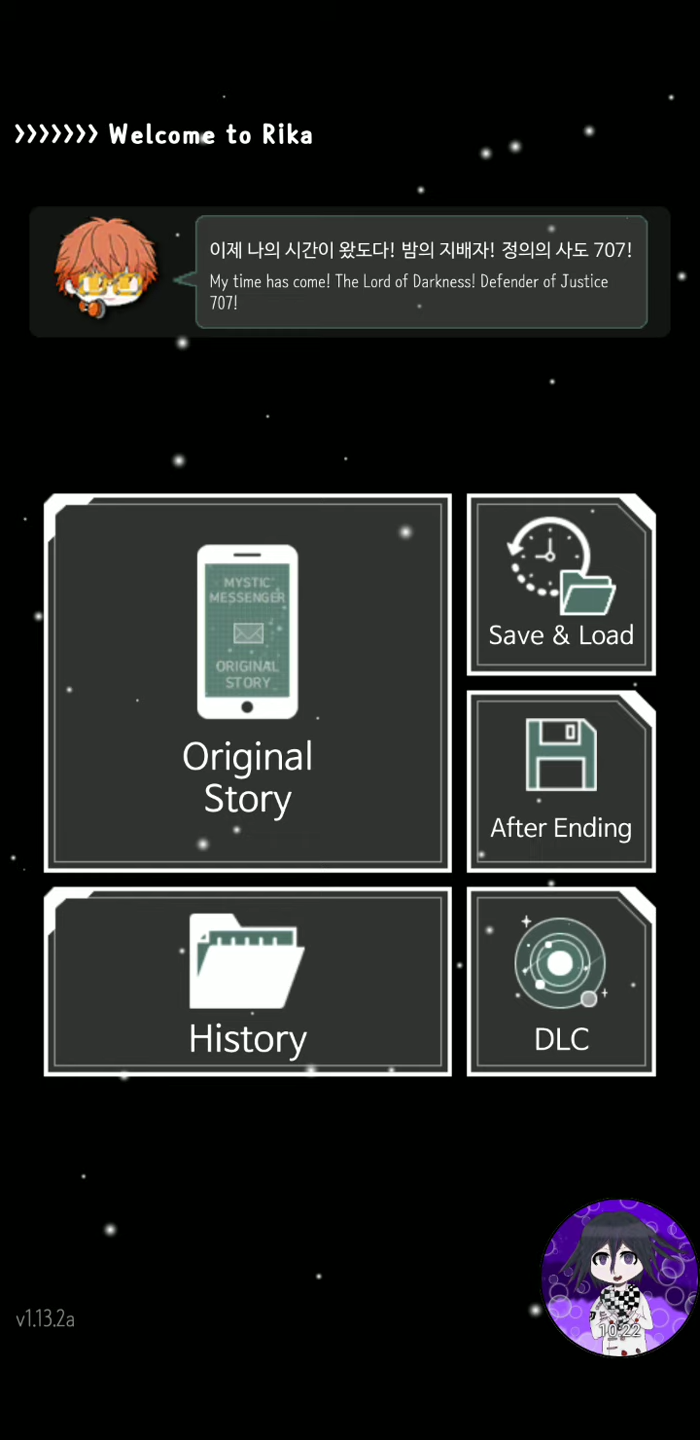 >>>>>>> Welcome to Rika
이제 나의 시간이 왔도다! 밤의 지배자! 정의의 사도 707!
My time has come! The Lord of Darkness! Defender of Justice
707!
MYSTIC
MESSENGER
ORIGINAL
STORY
Original
Story
Save & Load
After Ending
History
DLC
10:22
v1.13.2a